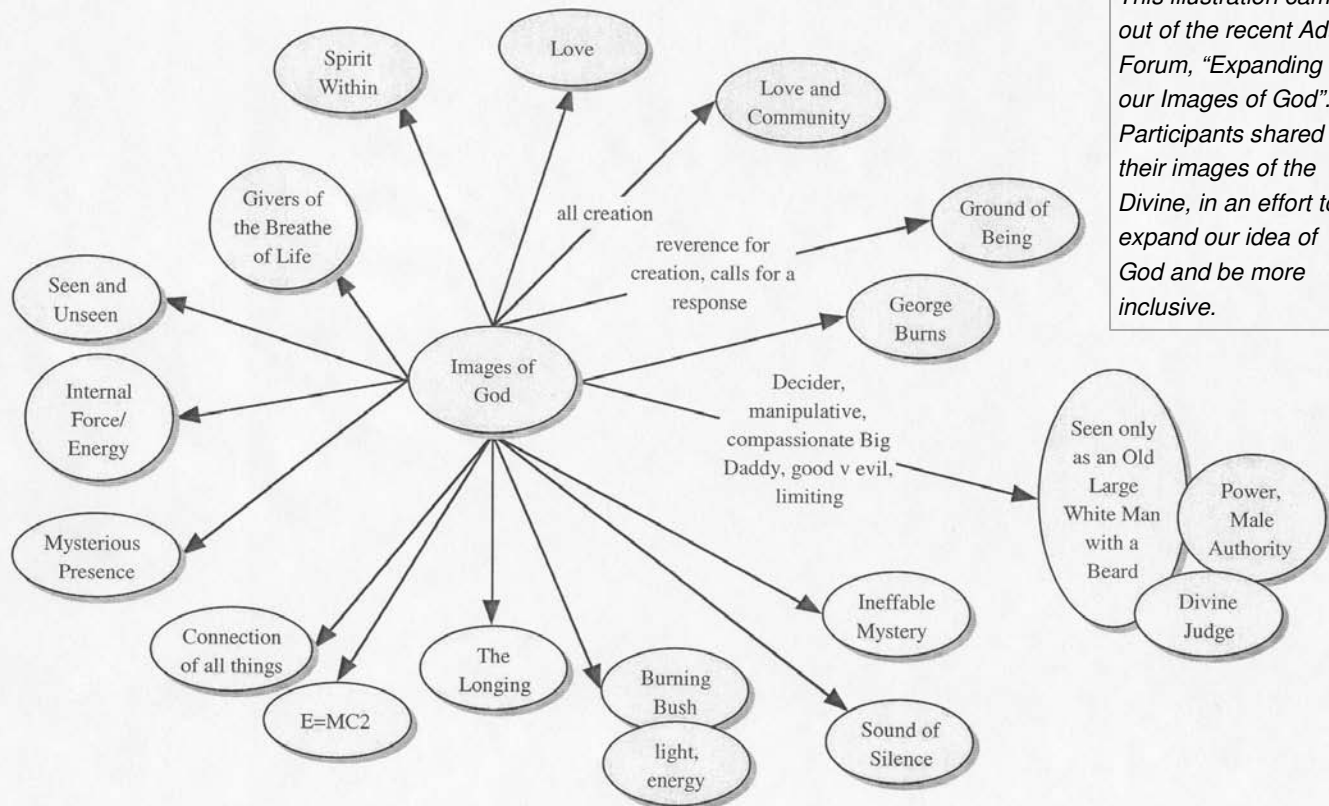 Spirit
Within
Love
Love and
Community
all creation
Givers of
the Breathe
of Life
reverence for
creation, calls for a
response
Ground of
Being
Seen and
Unseen
George
Burns
Images of
God
Internal
Force/
Energy
Decider,
manipulative,
compassionate Big
Daddy, good v evil,
limiting
Seen only
as an Old
Large
White Man
with a
Beard
Power,
Male
Authority
Divine
Judge
Mysterious
Presence
Ineffable
Mystery
Connection
of all things
The
Longing
Burning
Bush
E=MC2
light,
energy
Sound of
Silence
This illustration
out of the recent
Forum, “Expanding
our Images of God”.
Participants shared
their images of the
Divine, in an effort to
expand our idea of
God and be more
inclusive.